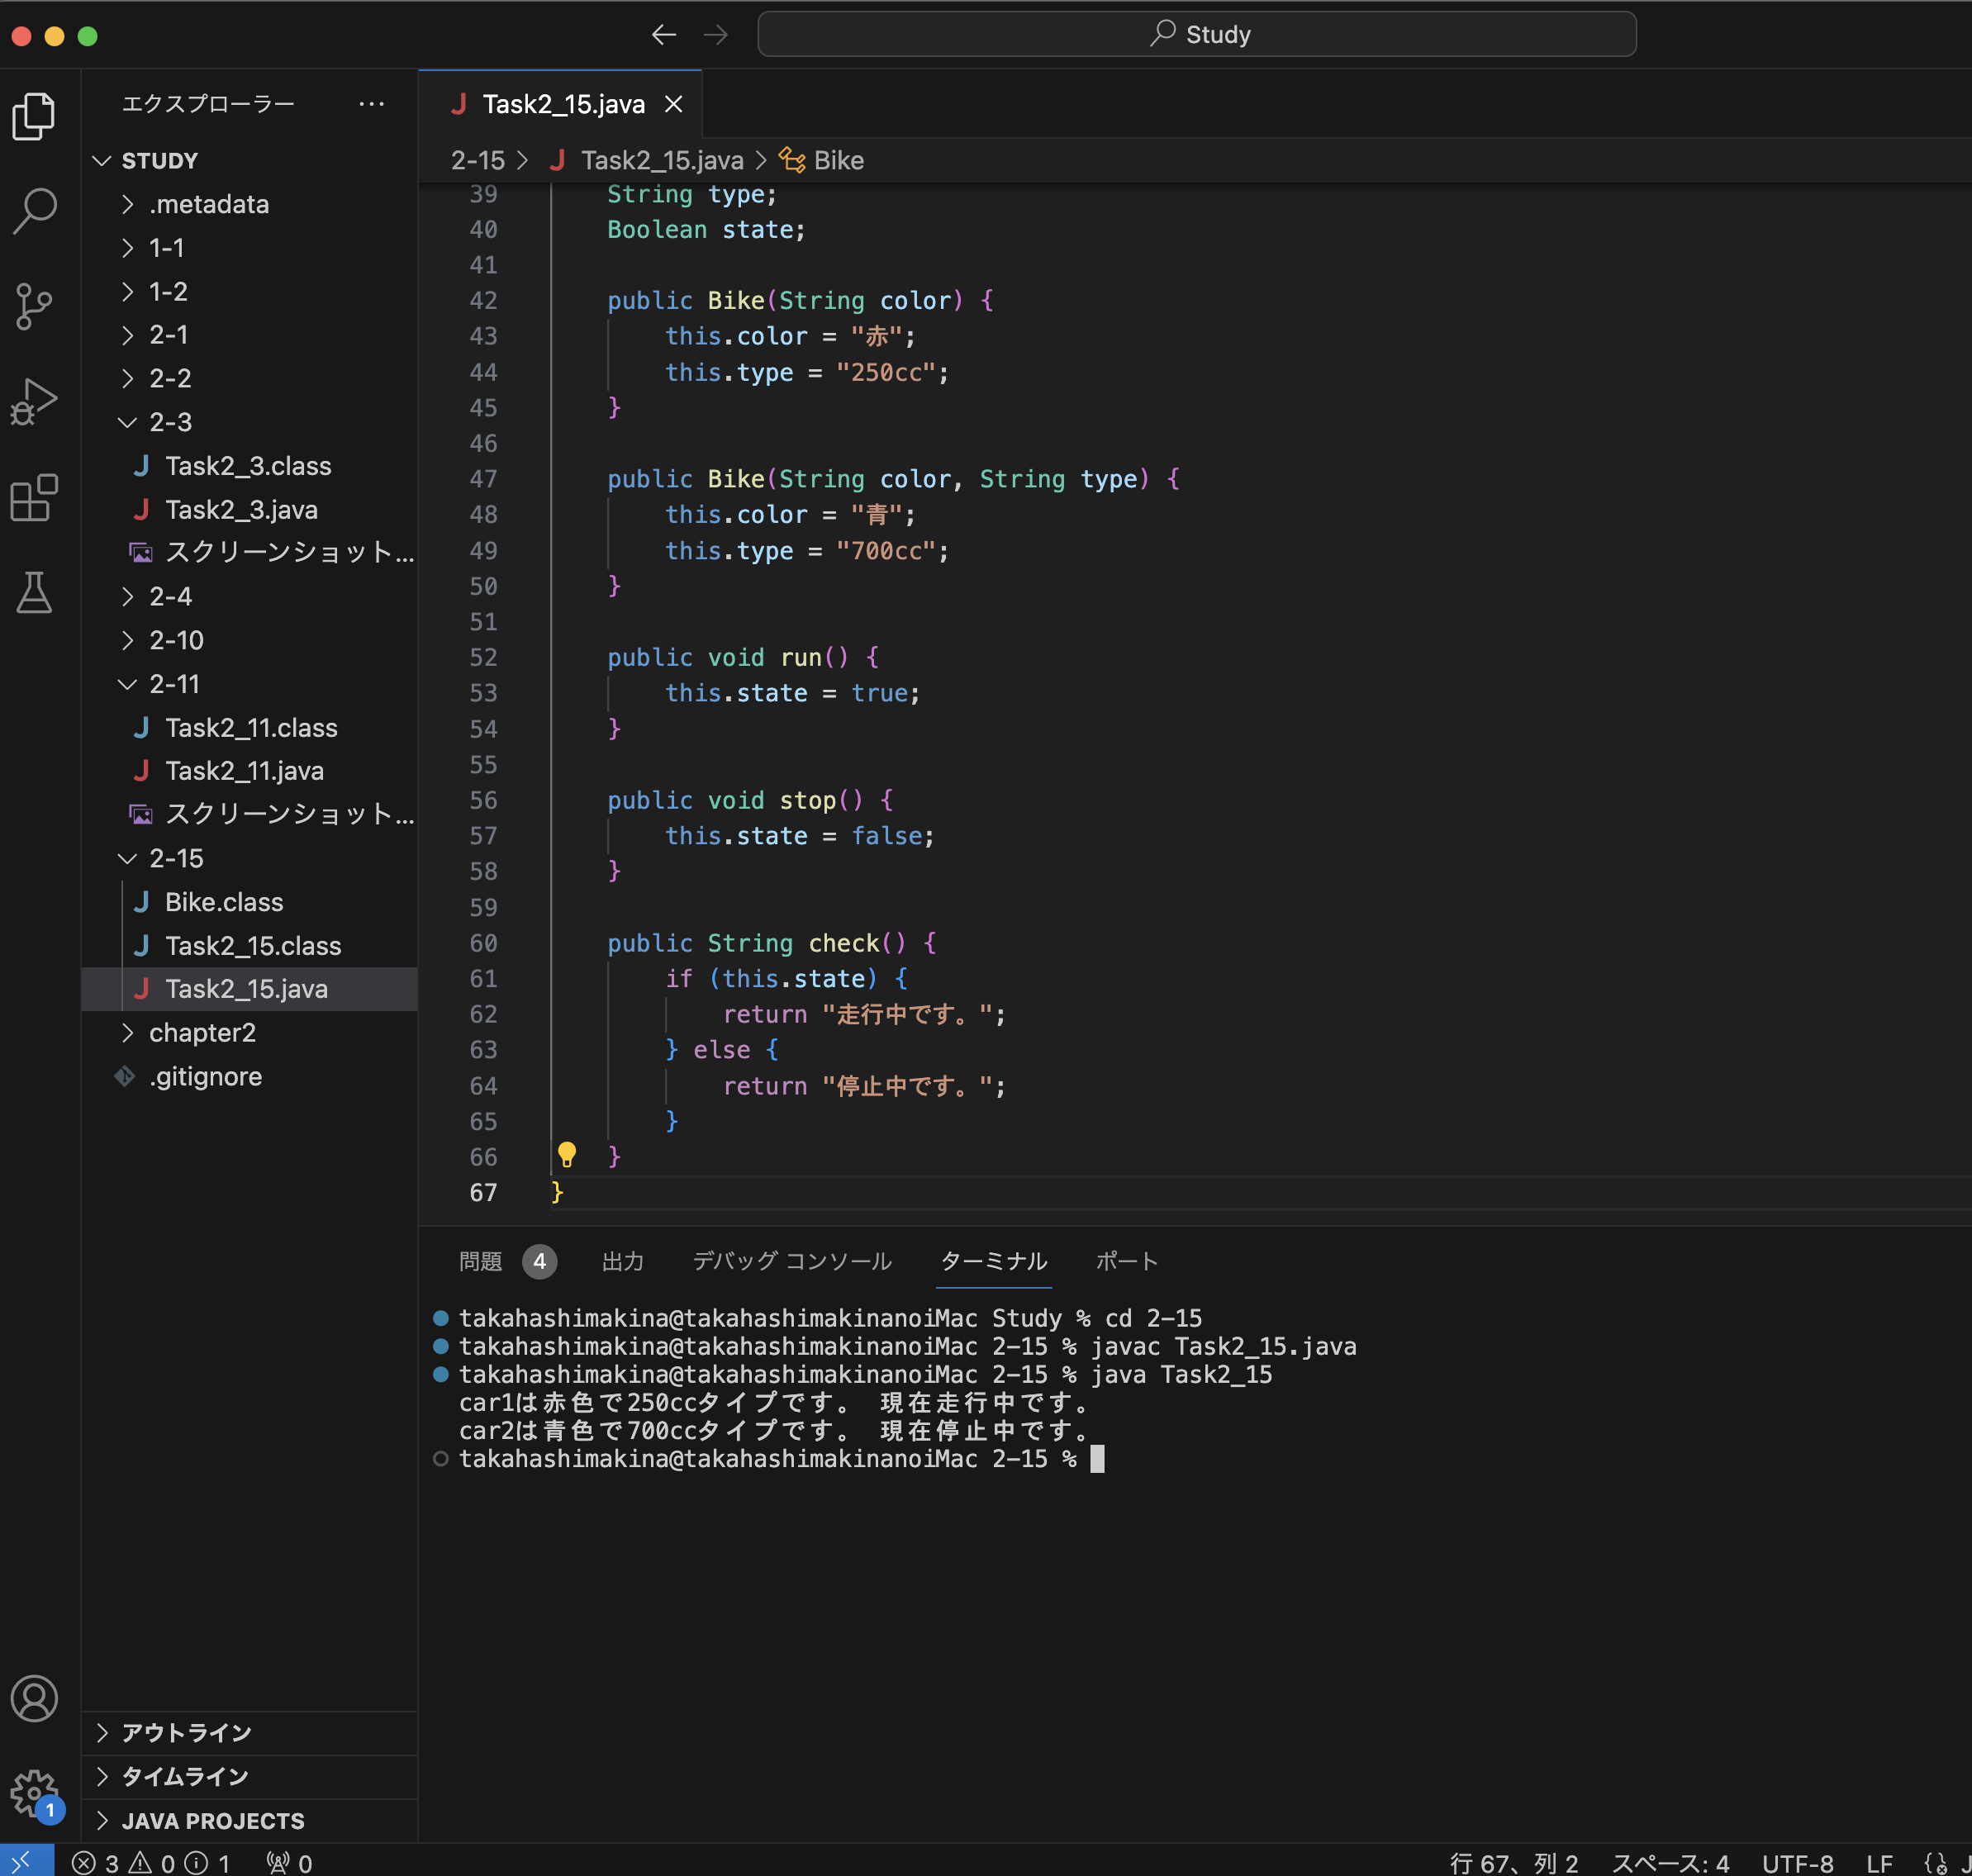 Study
エクスプローラー
STUDY
.metadata
1-1
1-2
2-1
2-2
2-3
Task2_3.class
Task2_3.java
スクリーンショット...
2-4
2-10
2-11
Task2_11.class
Task2_11.java
スクリーンショット...
2-15
Bike.class
Task2_15.class
Task2_15.java
chapter2
.gitignore
アウトライン
タイムライン
JAVA PROJECTS
1
Task2_15.java
2-15 > Task2_15.java > Bike
39 String type;
40 Boolean state;
41
42 public Bike(String color) {
43 this.color = "赤";
44 this.type = "250cc";
45 }
46
47 public Bike(String color, String type) {
48 this.color = "青";
49 this.type = "700cc";
50 }
51
52 public void run() {
53 this.state = true;
54 }
55
56 public void stop() {
57 this.state = false;
58 }
59
60 public String check() {
61 if (this.state) {
62 return "走行中です。";
63 } else {
64 return "停止中です。";
65 }
66 }
67 }
問題 4 出力 デバッグ コンソール ターミナル ポート
takahashimakina@takahashimakinanoiMac Study % cd 2-15
takahashimakina@takahashimakinanoiMac 2-15 % javac Task2_15.java
takahashimakina@takahashimakinanoiMac 2-15 % java Task2_15
car1は赤色で250ccタイプです。 現在走行中です。
car2は青色で700ccタイプです。 現在停止中です。
takahashimakina@takahashimakinanoiMac 2-15 %
3 0 1 0 行 67、列 2 スペース: 4 UTF-8 LF